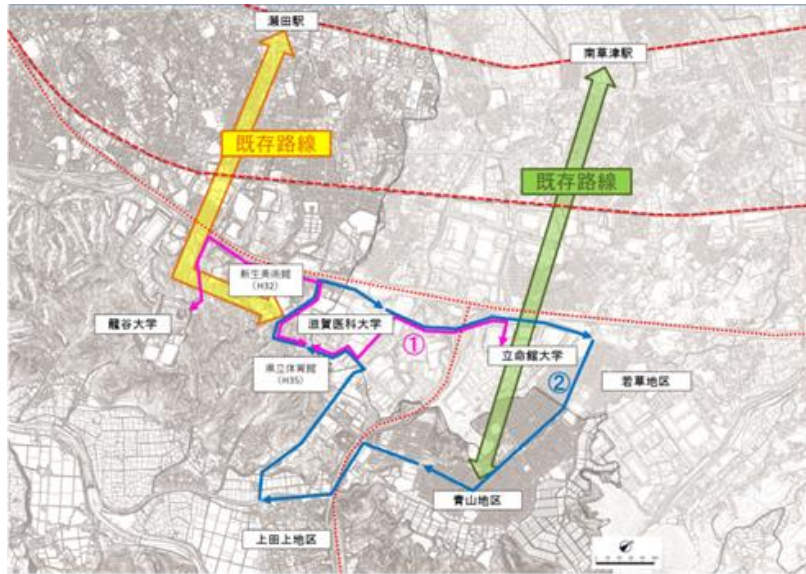 瀬田駅
南草津駅
既存路線
既存路線
新生美術館
（H32）
龍谷大学
滋賀医科大学
①
立命館大学
県立体育館
（H35）
②
若草地区
青山地区
上田上地区